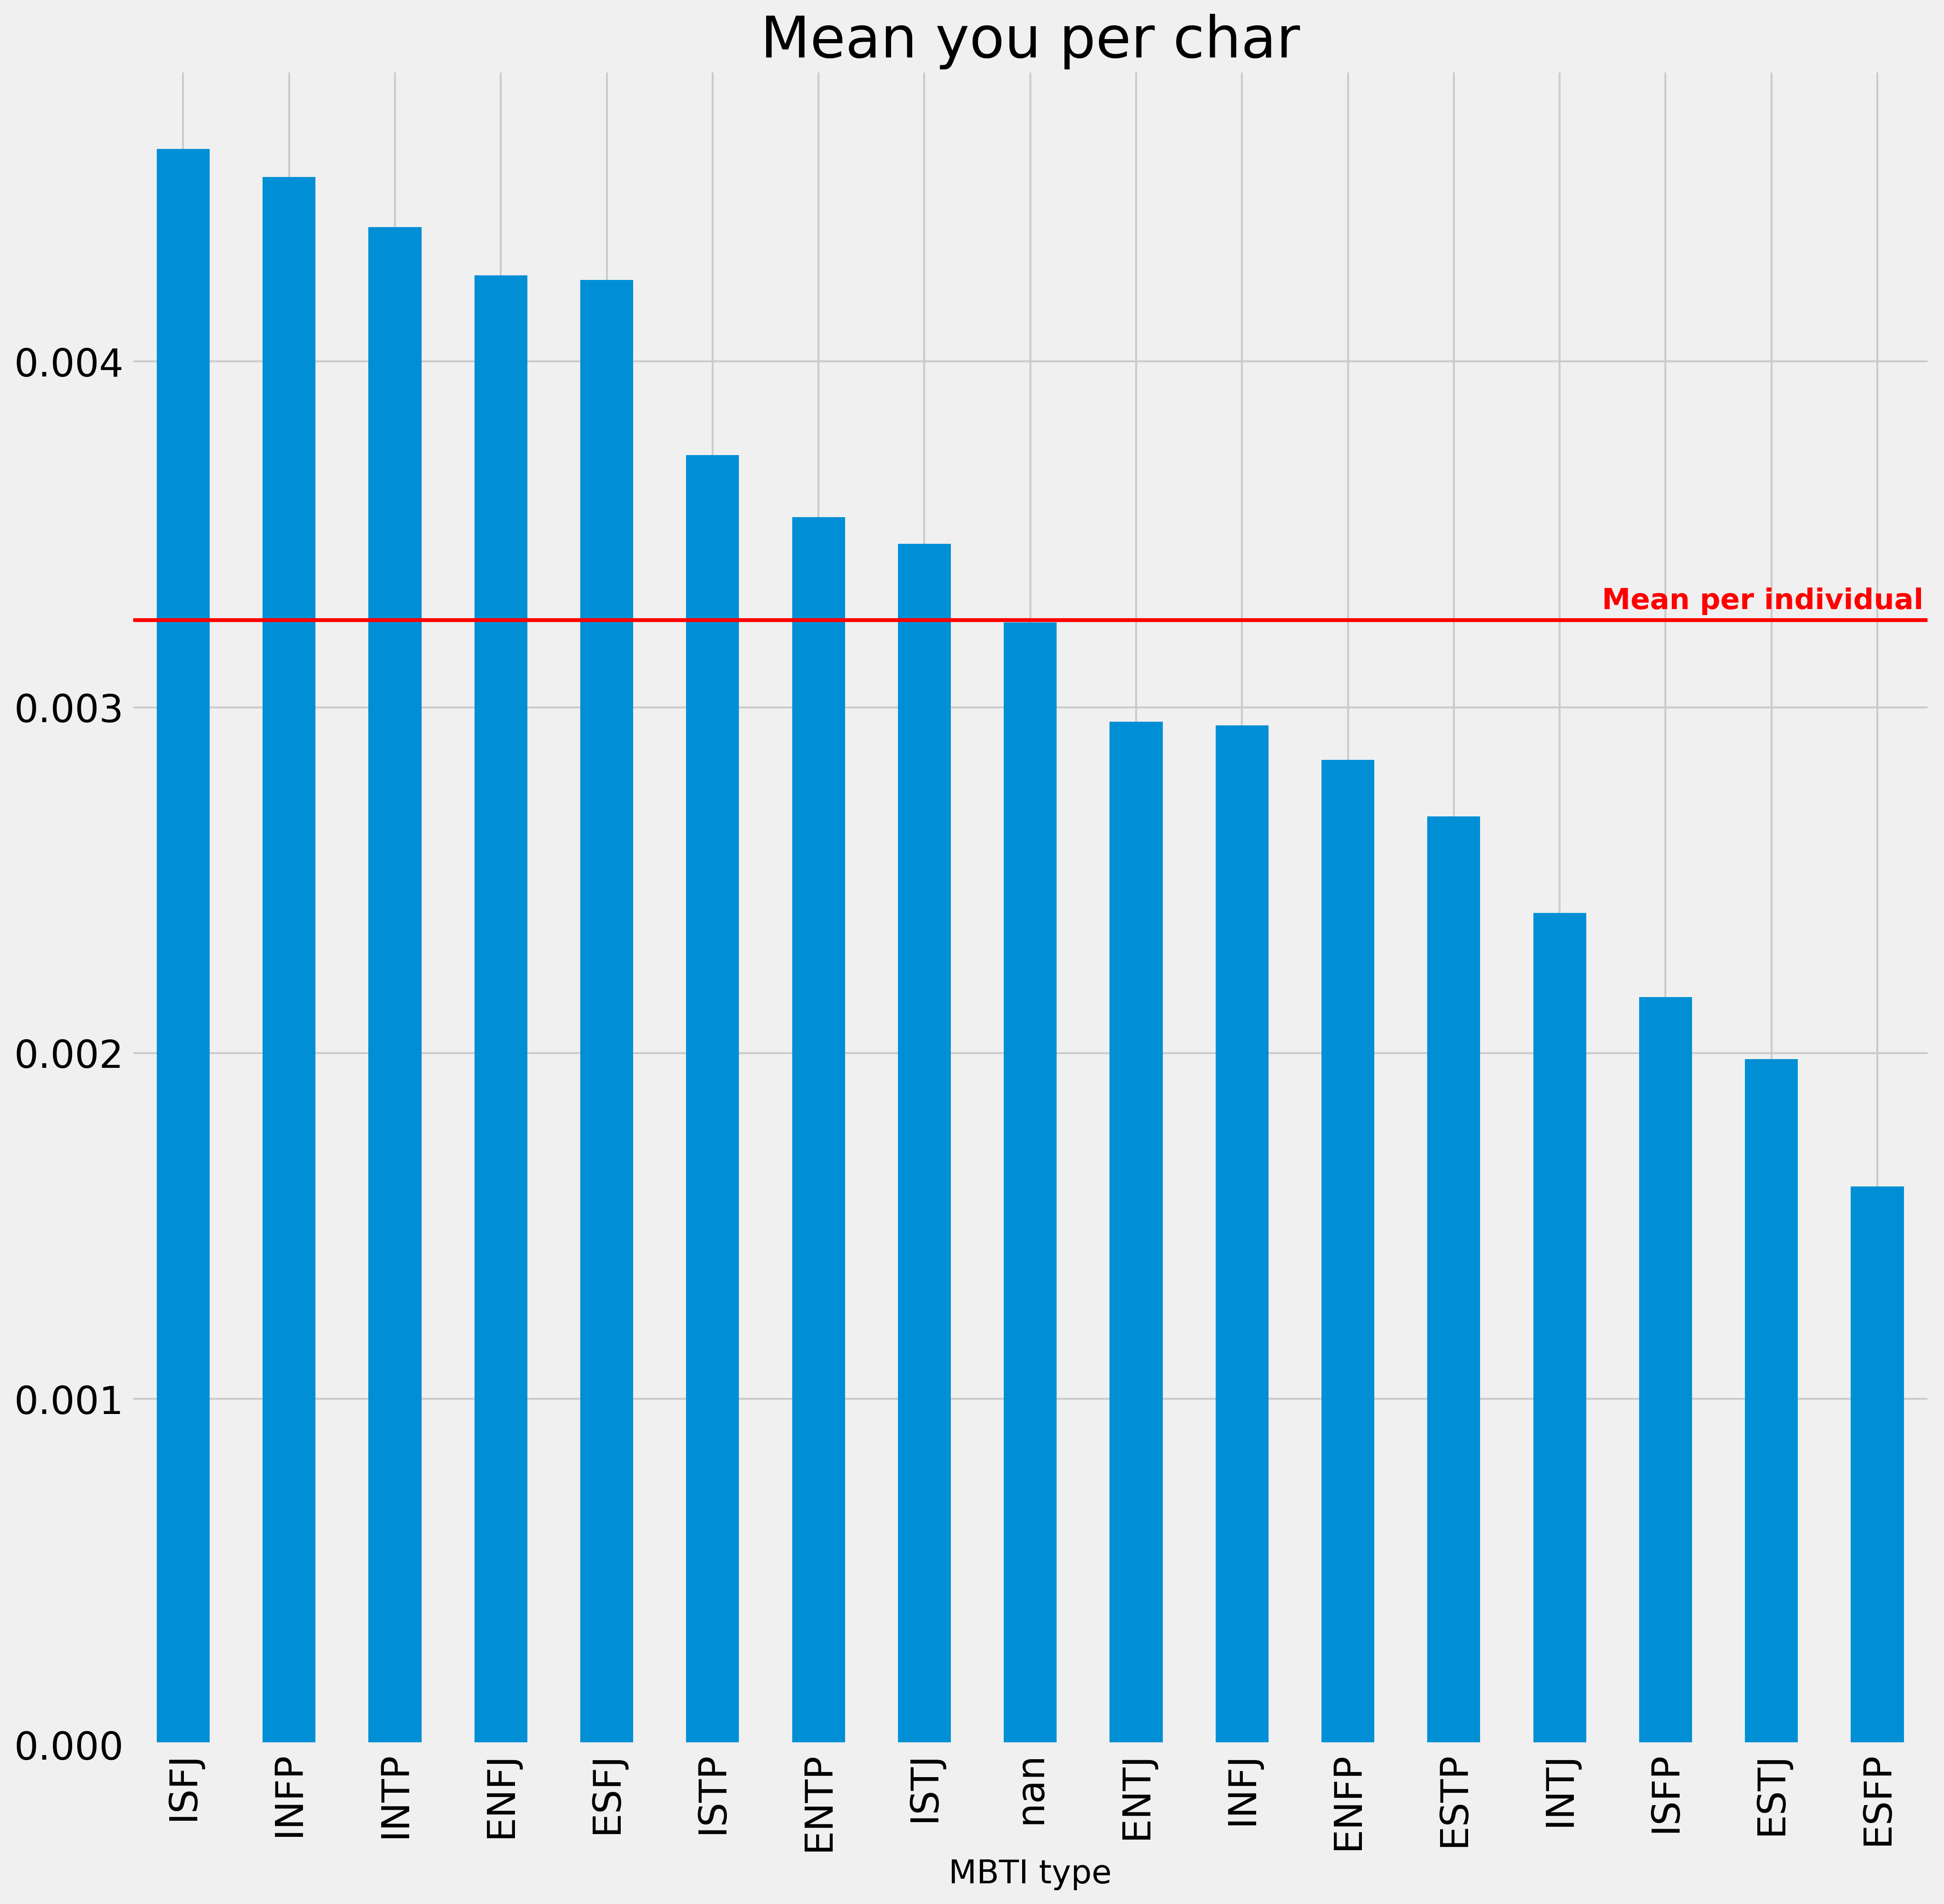 Mean you per char
0.004
Mean per individual
0.003
0.002
0.001
0.000
ISFJ
INFP
INTP
ENFJ
ESFJ
ISTP
ENTP
ISTJ
nan
ENTJ
INFJ
ENFP
ESTP
INTJ
ISFP
ESTJ
ESFP
MBTI type